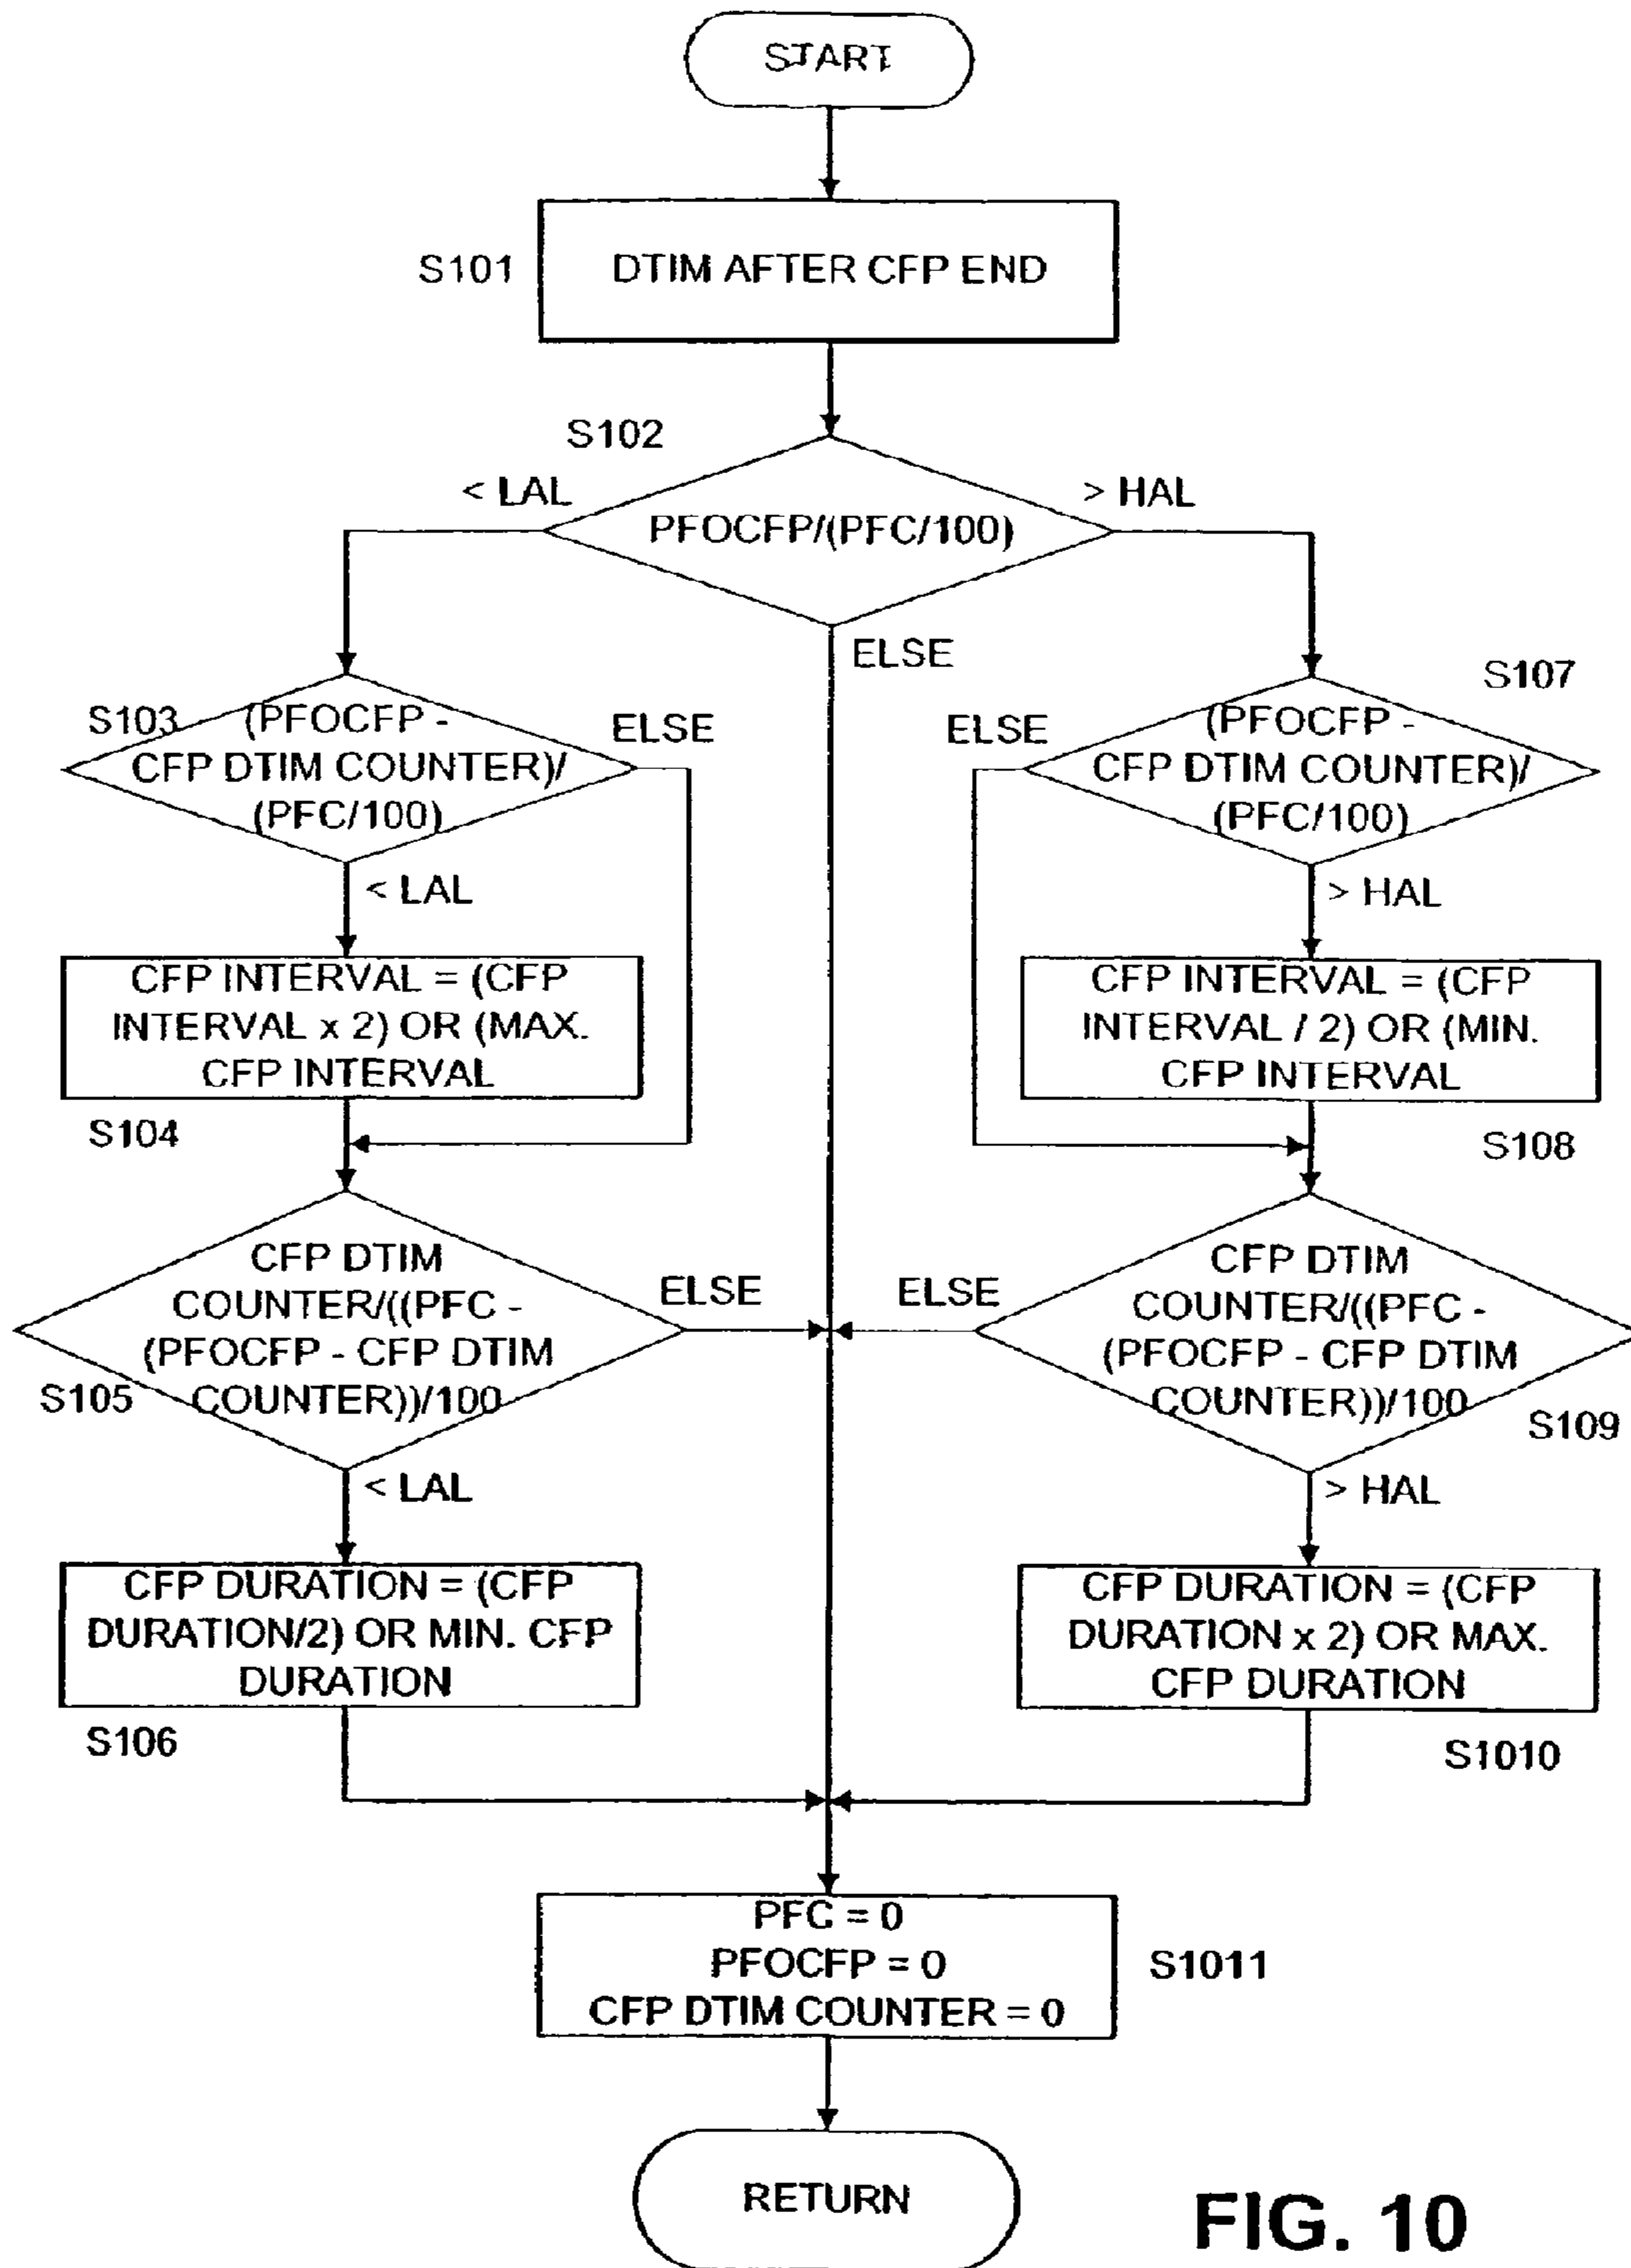 START
S101
DTIM AFTER CFP END
S102
< LAL
> HAL
PFOCFP/(PFC/100)
ELSE
S103
(PFOCFP -
CFP DTIM COUNTER)/
(PFC/100)
ELSE
< LAL
S107
(PFOCFP -
CFP DTIM COUNTER)/
(PFC/100)
ELSE
> HAL
CFP INTERVAL = (CFP
INTERVAL x 2) OR (MAX.
CFP INTERVAL
S104
CFP INTERVAL = (CFP
INTERVAL / 2) OR (MIN.
CFP INTERVAL
S108
CFP DTIM
COUNTER/((PFC -
(PFOCFP - CFP DTIM
COUNTER))/100
S105
ELSE
< LAL
CFP DTIM
COUNTER/((PFC -
(PFOCFP - CFP DTIM
COUNTER))/100
S109
ELSE
> HAL
CFP DURATION = (CFP
DURATION/2) OR MIN. CFP
DURATION
S106
CFP DURATION = (CFP
DURATION x 2) OR MAX.
CFP DURATION
S1010
PFC = 0
PFOCFP = 0
CFP DTIM COUNTER = 0
S1011
RETURN
FIG. 10